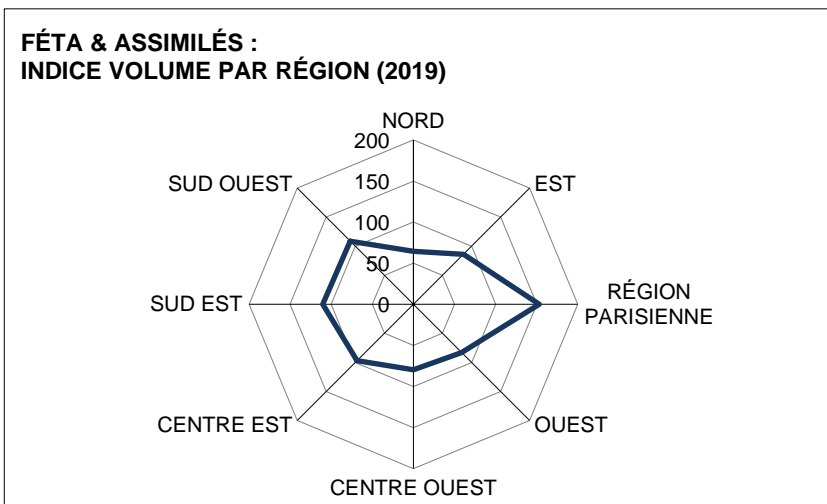 FÉTA & ASSIMILÉS :
INDICE VOLUME PAR RÉGION (2019)
NORD
200
150
100
50
0
EST
RÉGION
PARISIENNE
OUEST
CENTRE OUEST
CENTRE EST
SUD EST
SUD OUEST